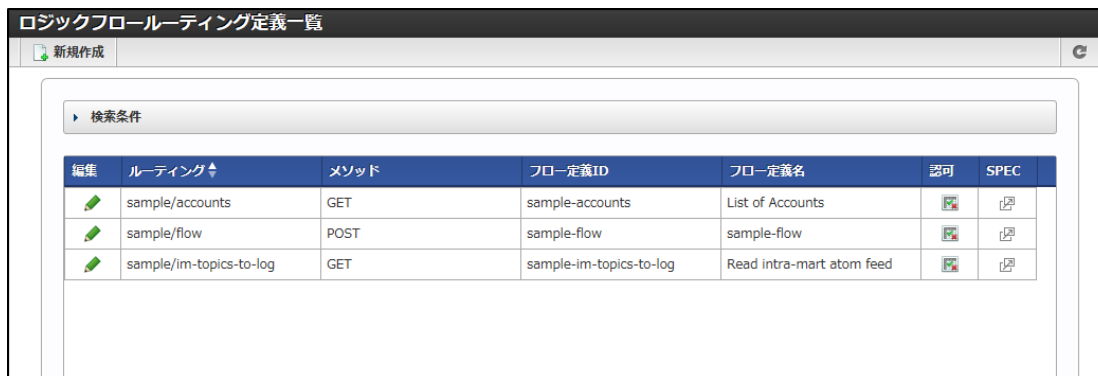 ロジックフロールーティング定義一覧
新規作成
検索条件
編集 ルーティング メソッド フロー定義ID フロー定義名 認可 SPEC
sample/accounts GET sample-accounts List of Accounts
sample/flow POST sample-flow sample-flow
sample/im-topics-to-log GET sample-im-topics-to-log Read intra-mart atom feed